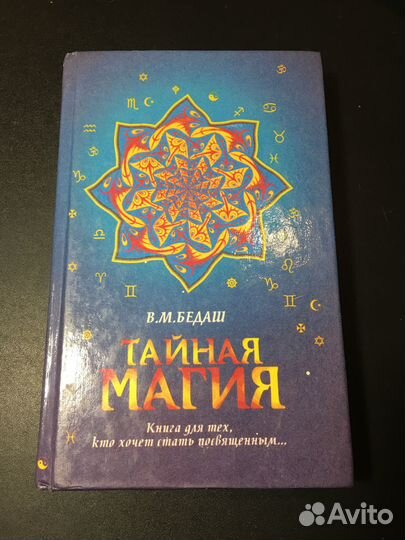 В.М.БЕДАШ
ТАЙНАЯ
МАГИЯ
Книга для тех,
кто хочет стать посвященным...
Avito